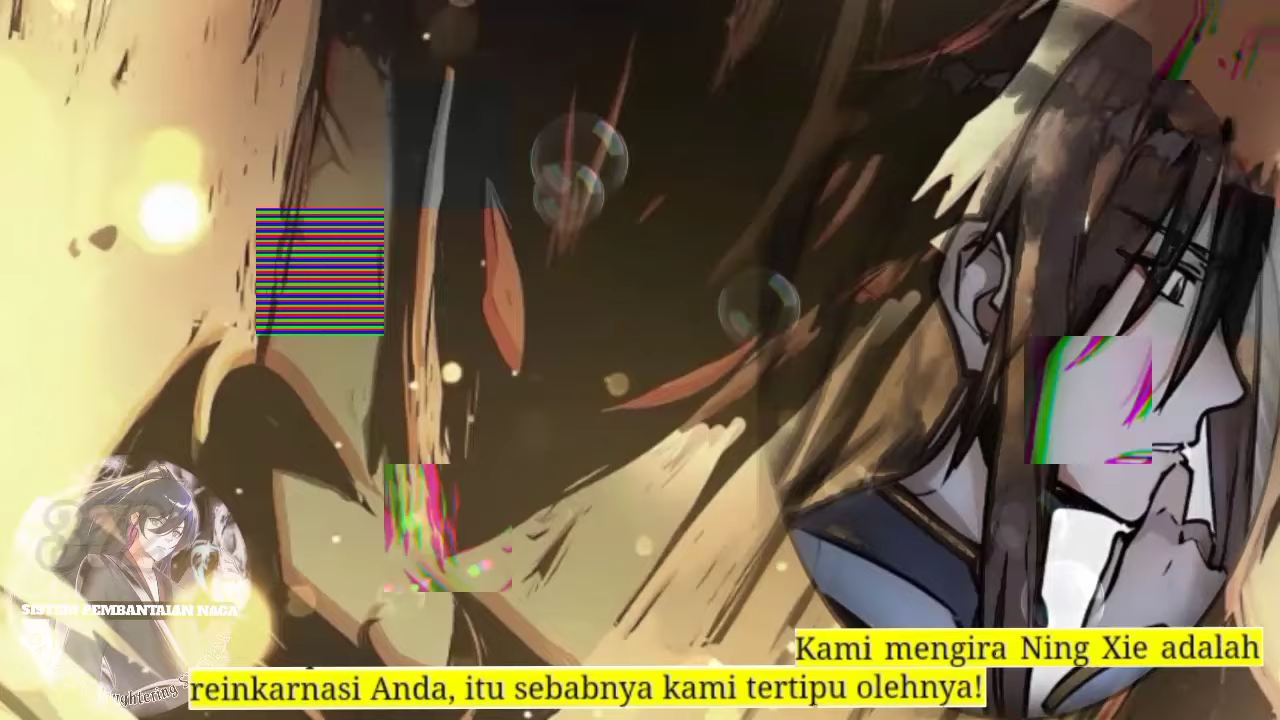 SISTEM PEMBANTAIAN NAGA
Kami mengira Ning Xie adalah
reinkarnasi Anda, itu sebabnya kami tertipu olehnya!